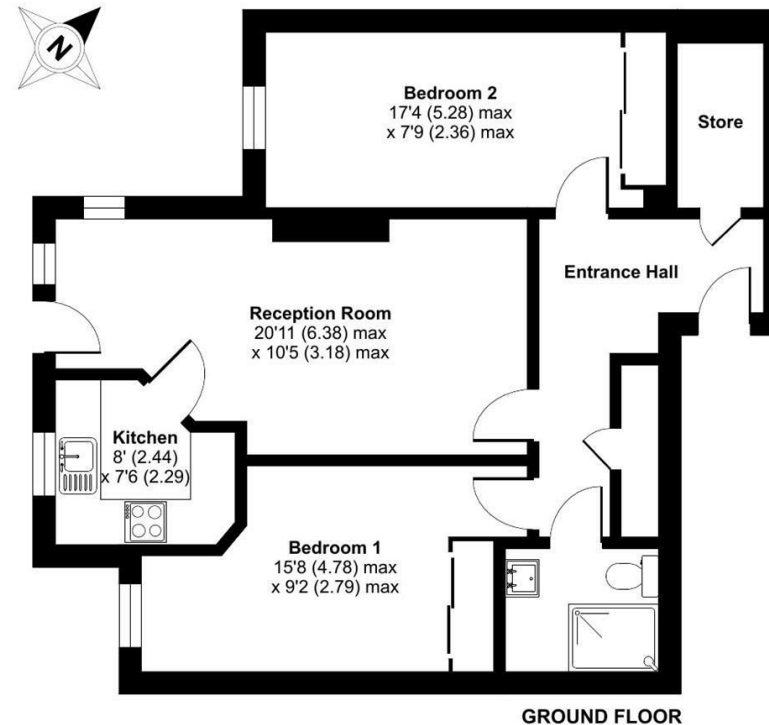 N
Bedroom 2
17'4 (5.28) max
x 7'9 (2.36) max
Store
Entrance Hall
Reception Room
20'11 (6.38) max
x 10'5 (3.18) max
Kitchen
8' (2.44)
x 7'6 (2.29)
Bedroom 1
15'8 (4.78) max
x 9'2 (2.79) max
GROUND FLOOR